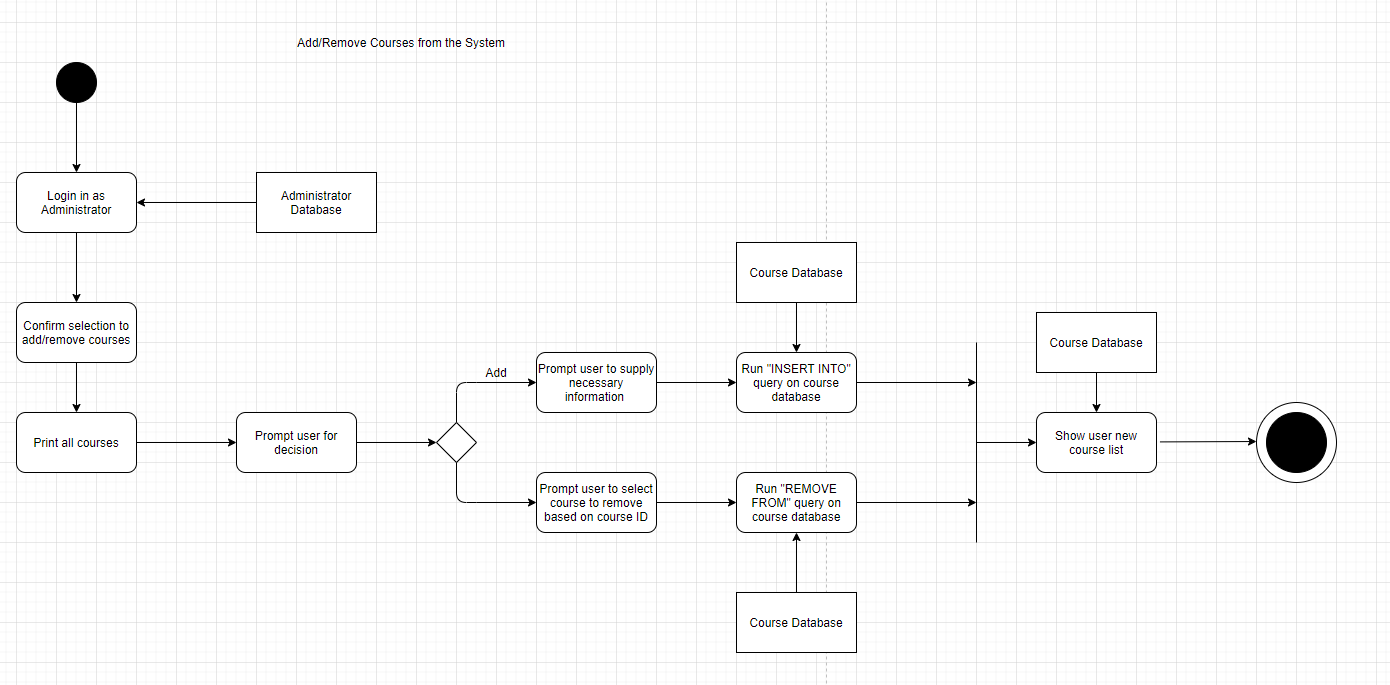 Add/Remove Courses from the System
Login in as
Administrator
Administrator
Database
Confirm selection to
add/remove courses
Print all courses
Prompt user for
decision
Add
Prompt user to supply
necessary
information
Prompt user to select
course to remove
based on course ID
Course Database
Run "INSERT INTO"
query on course
database
Run "REMOVE
FROM" query on
course database
Course Database
Course Database
Show user new
course list